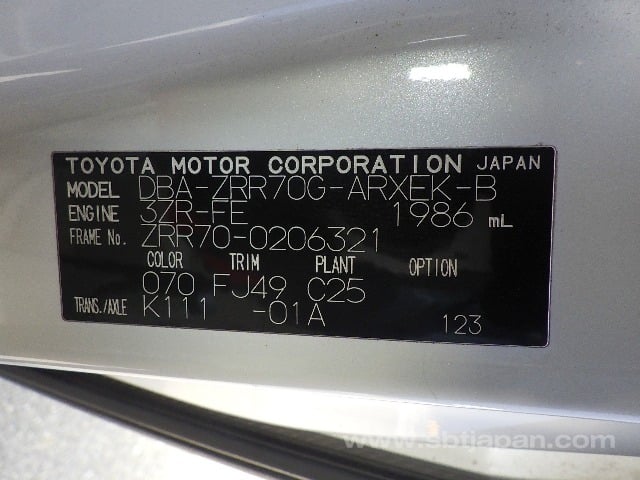 TOYOTA MOTOR CORPORATION JAPAN
MODEL DBA-ZRR70G-ARXEK-B
ENGINE 3ZR-FE 1986 mL
FRAME No. ZRR70-0206321
COLOR TRIM PLANT OPTION
070 FJ49 C25
TRANS./AXLE K111 -01A
123
www.sbtjapan.com